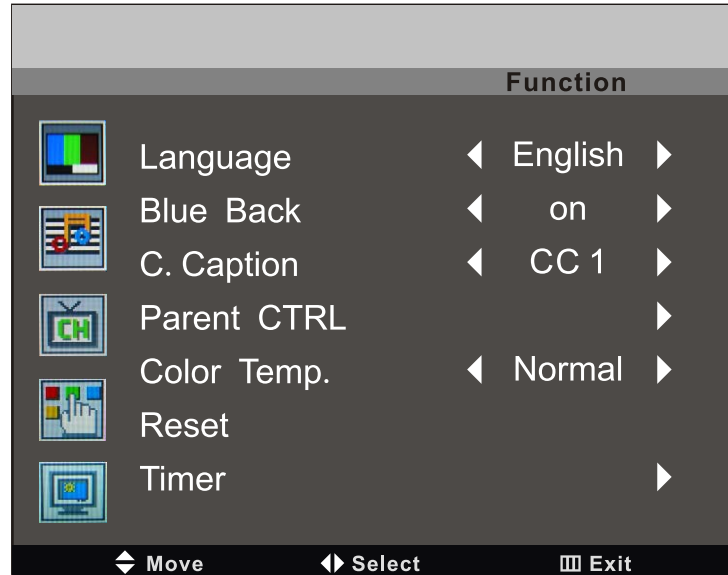 Function
Language English
Blue Back on
C. Caption CC 1
Parent CTRL
Color Temp. Normal
Reset
Timer
CH
Move Select Exit